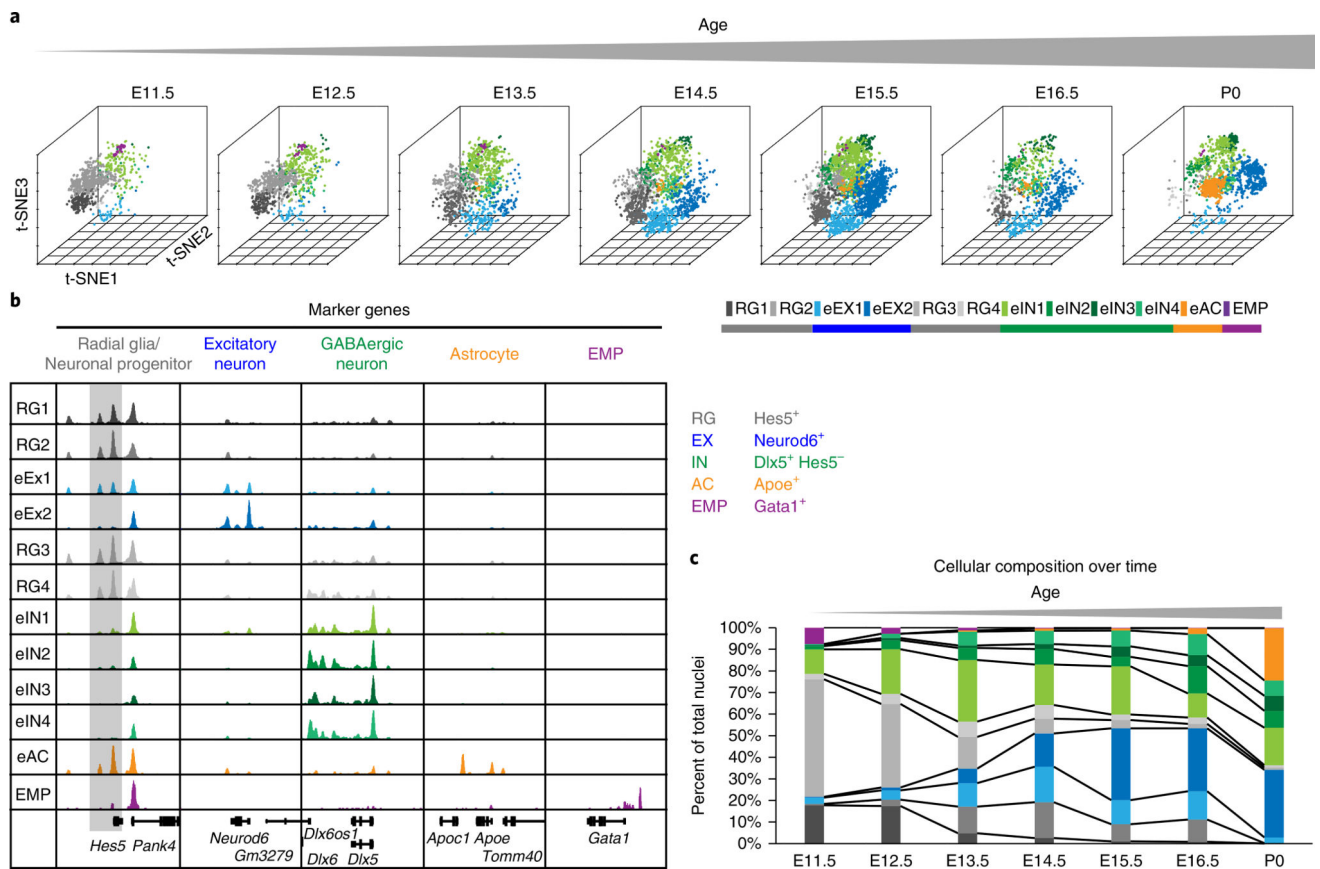 a
Age
E11.5 E12.5 E13.5 E14.5 E15.5 E16.5 P0
t-SNE3
t-SNE2
t-SNE1
b
Marker genes
Radial glia/
Neuronal progenitor
Excitatory
neuron
GABAergic
neuron
Astrocyte
EMP
RG1
RG2
eEx1
eEx2
RG3
RG4
eIN1
eIN2
eIN3
eIN4
eAC
EMP
Hes5 Pank4
Neurod6
Gm3279
Dlx6os1
Dlx6 Dlx5
Apoc1 Apoe
Tomm40
Gata1
RG1 RG2 eEX1 eEX2 RG3 RG4 eIN1 eIN2 eIN3 eIN4 eAC EMP
RG Hes5⁺
EX Neurod6⁺
IN Dlx5⁺ Hes5⁻
AC Apoe⁺
EMP Gata1⁺
c
Cellular composition over time
Age
Percent of total nuclei
100%
90%
80%
70%
60%
50%
40%
30%
20%
10%
0%
E11.5 E12.5 E13.5 E14.5 E15.5 E16.5 P0